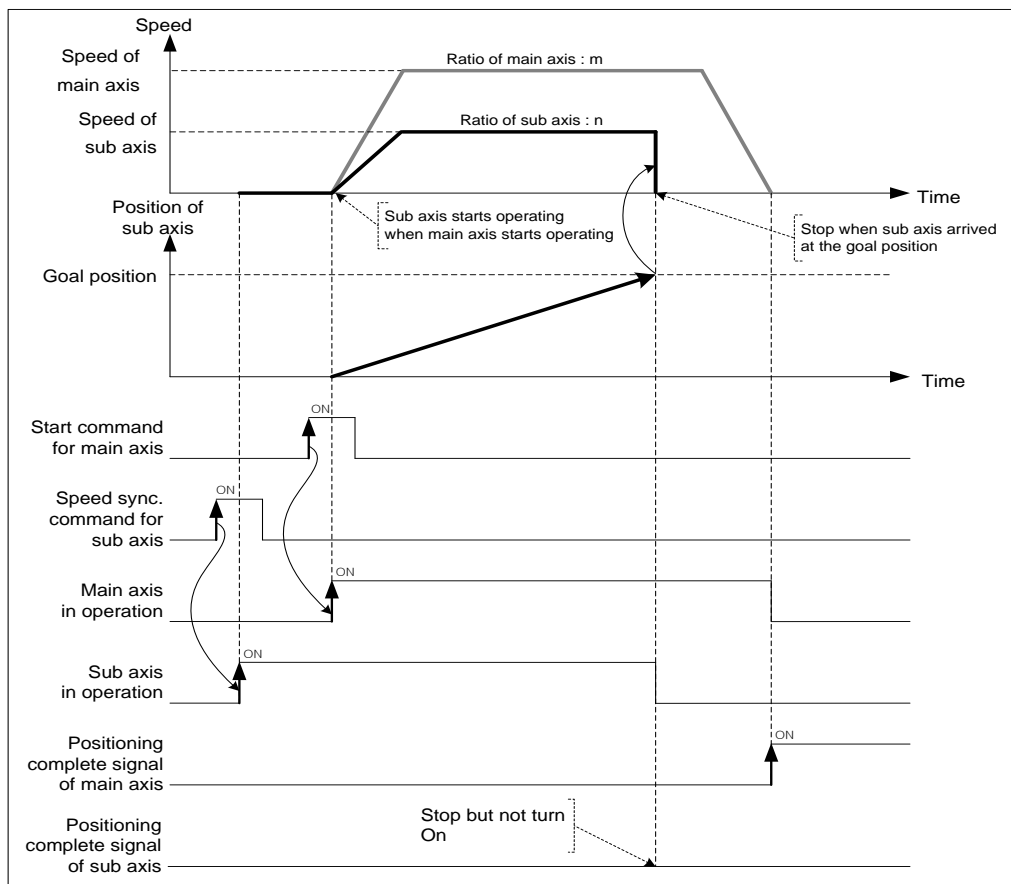 Speed
Speed of
main axis
Ratio of main axis : m
Speed of
sub axis
Ratio of sub axis : n
Time
Position of
sub axis
Sub axis starts operating
when main axis starts operating
Stop when sub axis arrived
at the goal position
Goal position
Time
ON
Start command
for main axis
ON
Speed sync.
command for
sub axis
ON
Main axis
in operation
ON
Sub axis
in operation
ON
Positioning
complete signal
of main axis
Stop but not turn
On
Positioning
complete signal
of sub axis